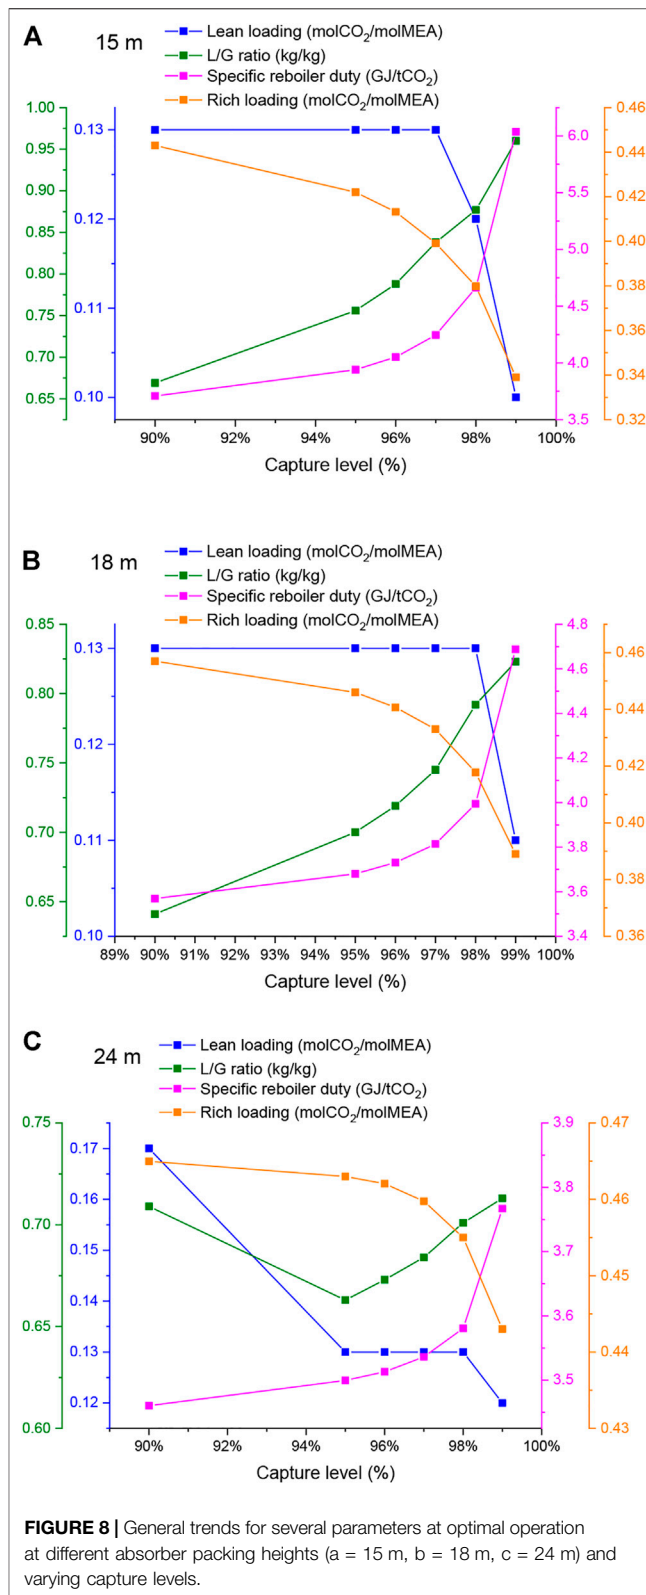 A
15 m
Lean loading (molCO₂/molMEA)
L/G ratio (kg/kg)
Specific reboiler duty (GJ/tCO₂)
Rich loading (molCO₂/molMEA)
1.00
0.95
0.90
0.85
0.80
0.75
0.70
0.65
0.13
0.12
0.11
0.10
6.0
5.5
5.0
4.5
4.0
3.5
0.46
0.44
0.42
0.40
0.38
0.36
0.34
0.32
90% 92% 94% 96% 98% 100%
Capture level (%)
B
18 m
Lean loading (molCO₂/molMEA)
L/G ratio (kg/kg)
Specific reboiler duty (GJ/tCO₂)
Rich loading (molCO₂/molMEA)
0.85
0.80
0.75
0.70
0.65
0.13
0.12
0.11
0.10
4.8
4.6
4.4
4.2
4.0
3.8
3.6
3.4
0.46
0.44
0.42
0.40
0.39
0.38
0.36
89% 90% 91% 92% 93% 94% 95% 96% 97% 98% 99% 100%
Capture level (%)
C
24 m
Lean loading (molCO₂/molMEA)
L/G ratio (kg/kg)
Specific reboiler duty (GJ/tCO₂)
Rich loading (molCO₂/molMEA)
0.75
0.70
0.65
0.60
0.17
0.16
0.15
0.14
0.13
0.12
3.9
3.8
3.7
3.6
3.5
0.47
0.46
0.45
0.44
0.43
90% 92% 94% 96% 98% 100%
Capture level (%)
FIGURE 8 | General trends for several parameters at optimal operation
at different absorber packing heights (a = 15 m, b = 18 m, c = 24 m) and
varying capture levels.